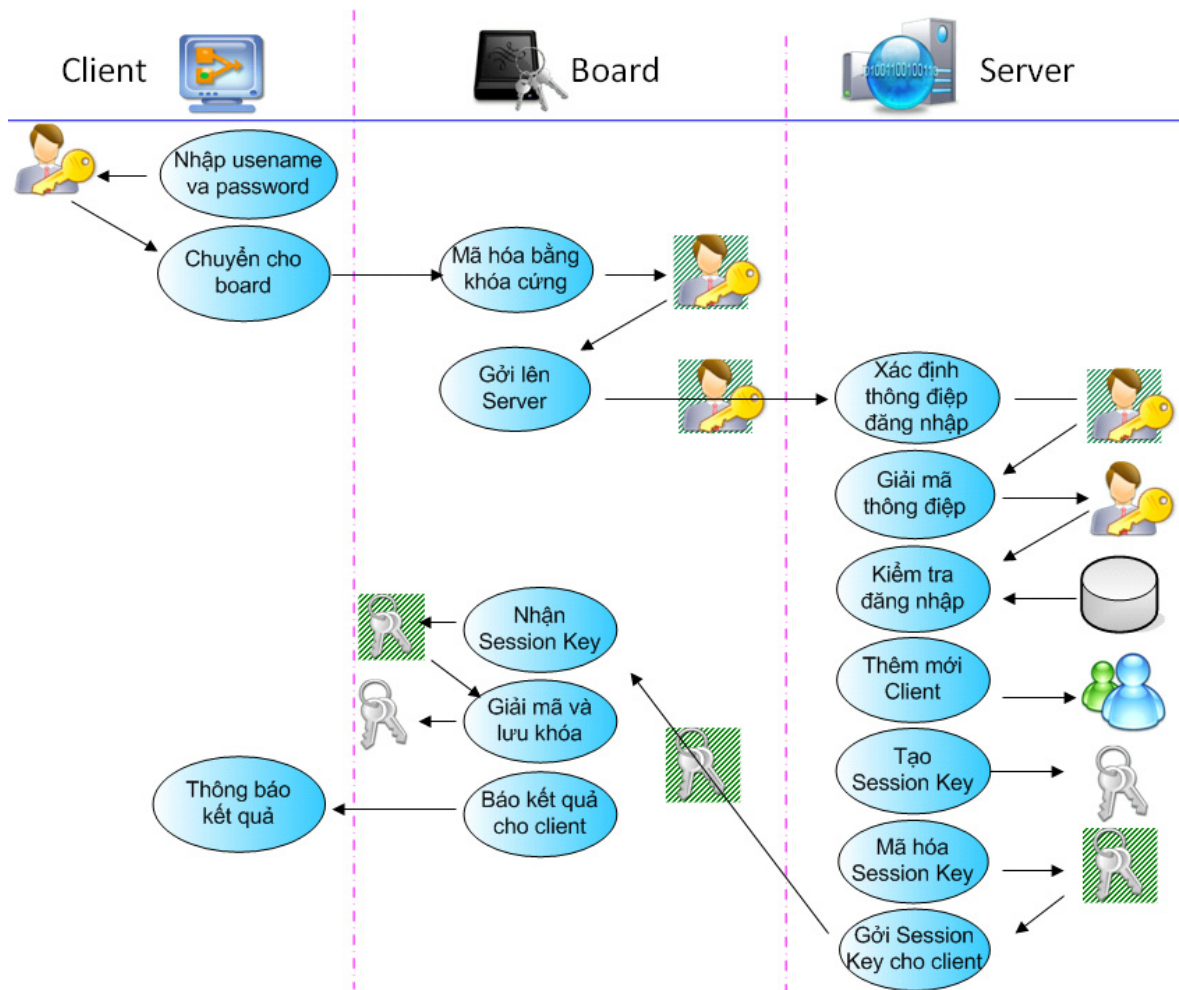 Client
Board
Server
01001100100110
Nhập usename
va password
Chuyển cho
board
Mã hóa bằng
khóa cứng
Gởi lên
Server
Xác định
thông điệp
đăng nhập
Giải mã
thông điệp
Kiểm tra
đăng nhập
Thêm mới
Client
Tạo
Session Key
Mã hóa
Session Key
Gởi Session
Key cho client
Nhận
Session Key
Giải mã và
lưu khóa
Báo kết quả
cho client
Thông báo
kết quả